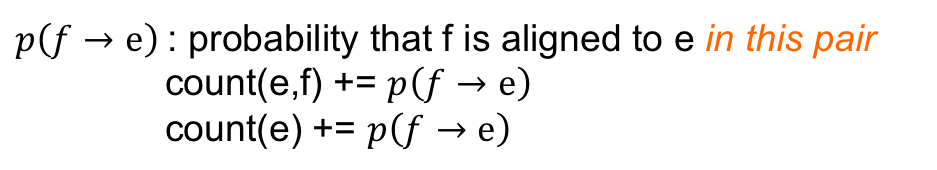 p(f → e) : probability that f is aligned to e in this pair
count(e,f) += p(f → e)
count(e) += p(f → e)